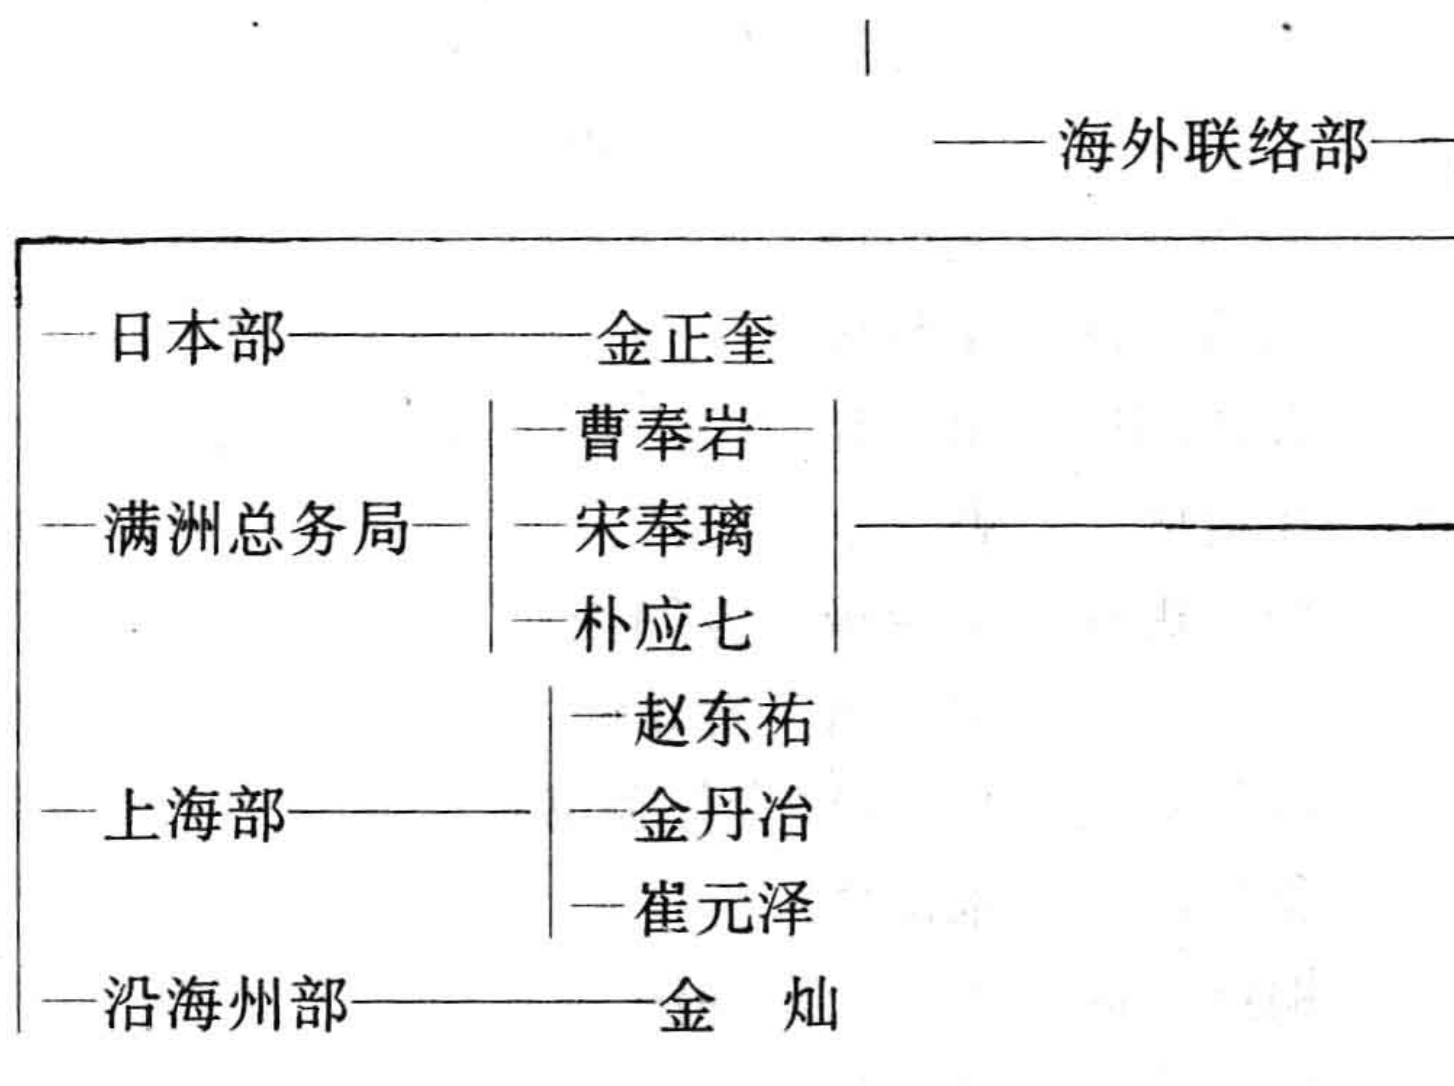 海外联络部
日本部 金正奎
曹奉岩
满洲总务局 宋奉璃
朴应七
赵东祐
上海部 金丹冶
崔元泽
沿海州部 金 灿